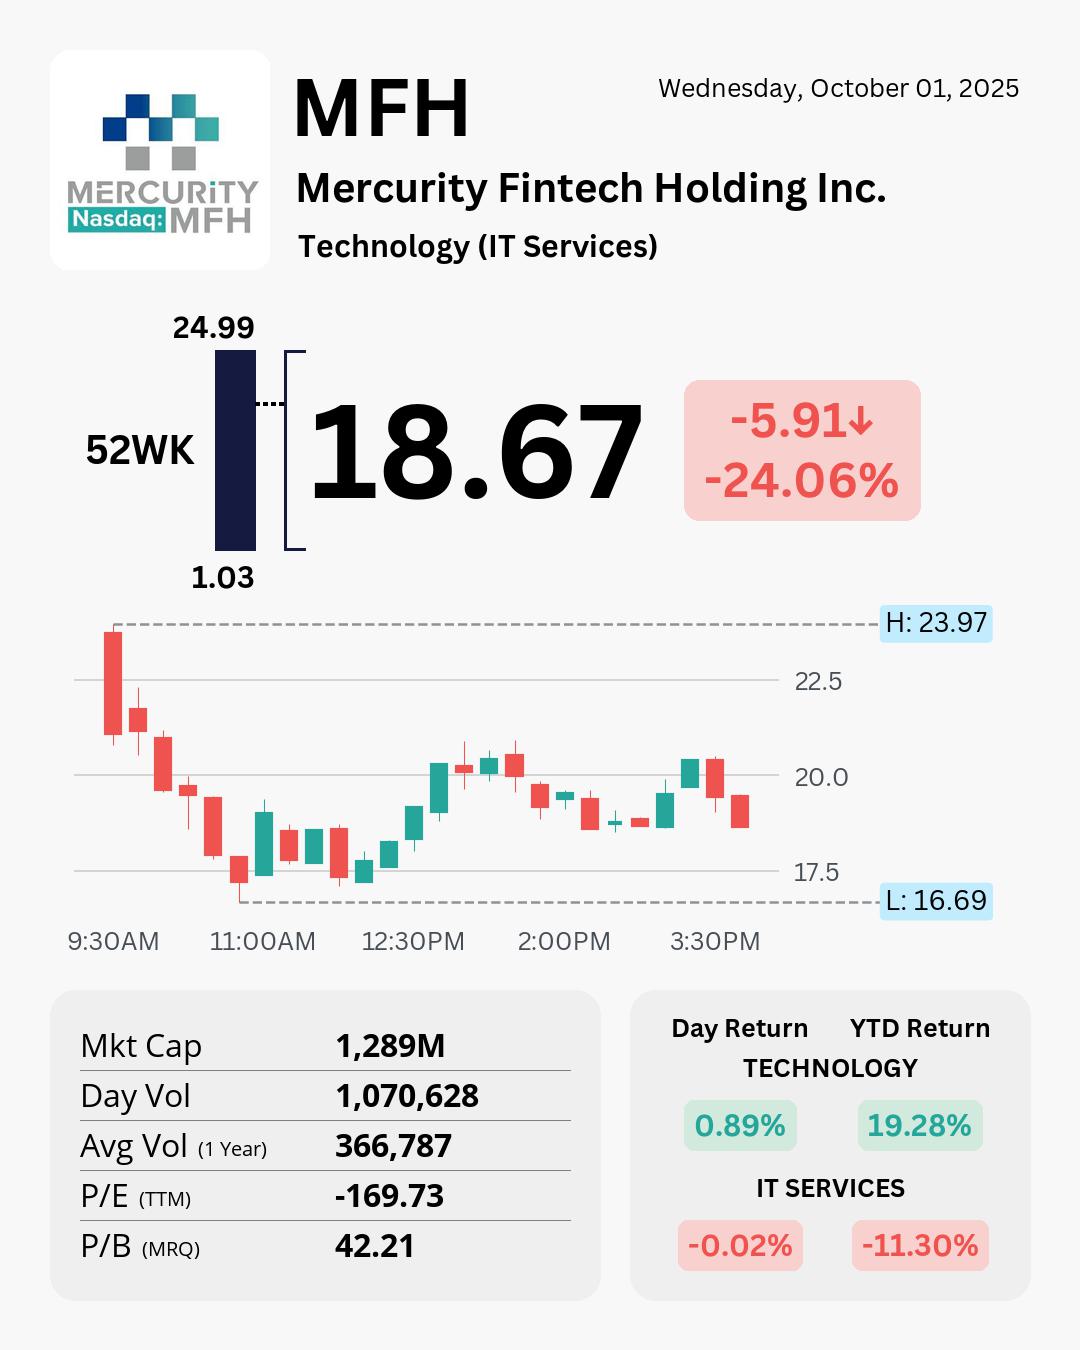 MERCURiTY
Nasdaq: MFH
MFH
Wednesday, October 01, 2025
Mercurity Fintech Holding Inc.
Technology (IT Services)
24.99
52WK
1.03
18.67
-5.91↓
-24.06%
H: 23.97
22.5
20.0
17.5
L: 16.69
9:30AM 11:00AM 12:30PM 2:00PM 3:30PM
Mkt Cap 1,289M
Day Vol 1,070,628
Avg Vol (1 Year) 366,787
P/E (TTM) -169.73
P/B (MRQ) 42.21
Day Return YTD Return
TECHNOLOGY
0.89% 19.28%
IT SERVICES
-0.02% -11.30%